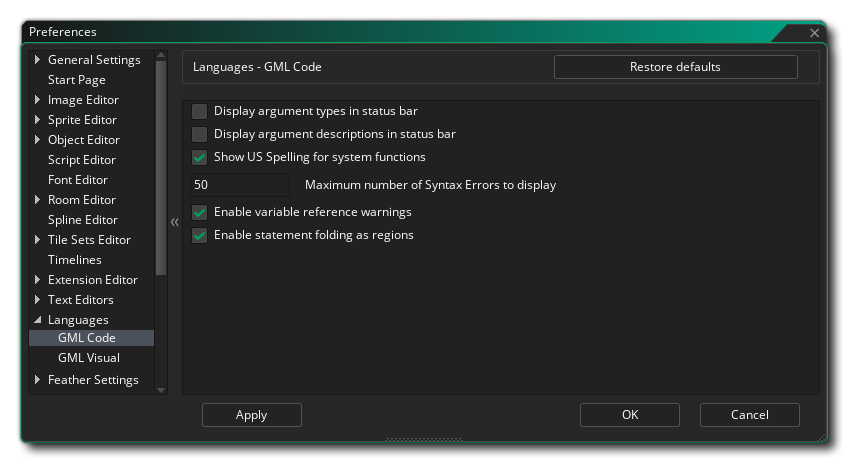 Preferences
General Settings
Start Page
Image Editor
Sprite Editor
Object Editor
Script Editor
Font Editor
Room Editor
Spline Editor
Tile Sets Editor
Timelines
Extension Editor
Text Editors
Languages
GML Code
GML Visual
Feather Settings
Languages - GML Code
Restore defaults
Display argument types in status bar
Display argument descriptions in status bar
Show US Spelling for system functions
50 Maximum number of Syntax Errors to display
Enable variable reference warnings
Enable statement folding as regions
Apply
OK
Cancel